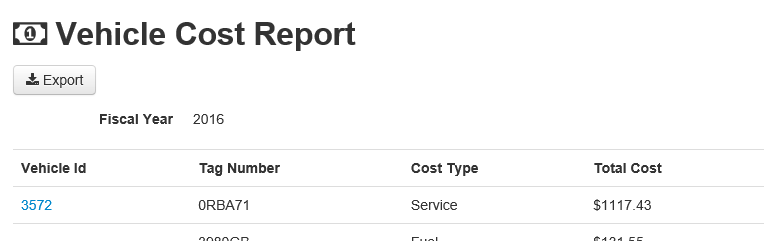 Vehicle Cost Report
Export
Fiscal Year 2016
Vehicle Id Tag Number Cost Type Total Cost
3572 0RBA71 Service $1117.43